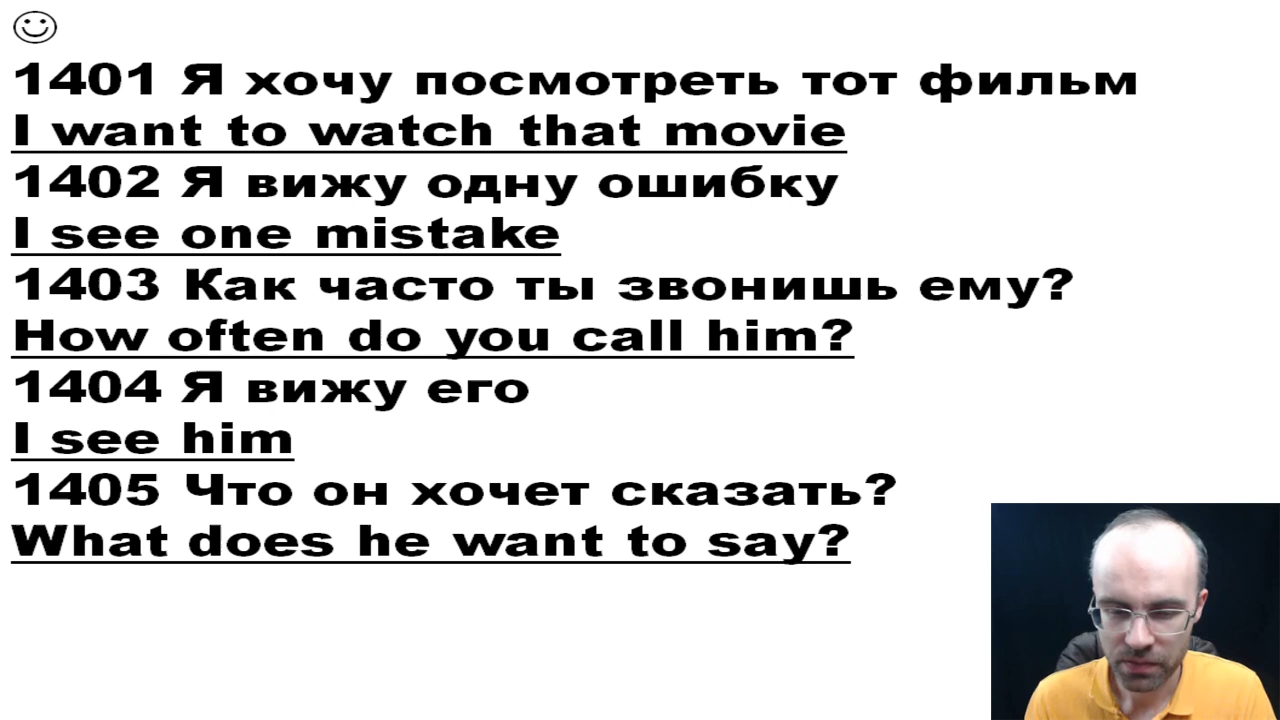 1401 Я хочу посмотреть тот фильм
I want to watch that movie
1402 Я вижу одну ошибку
I see one mistake
1403 Как часто ты звонишь ему?
How often do you call him?
1404 Я вижу его
I see him
1405 Что он хочет сказать?
What does he want to say?